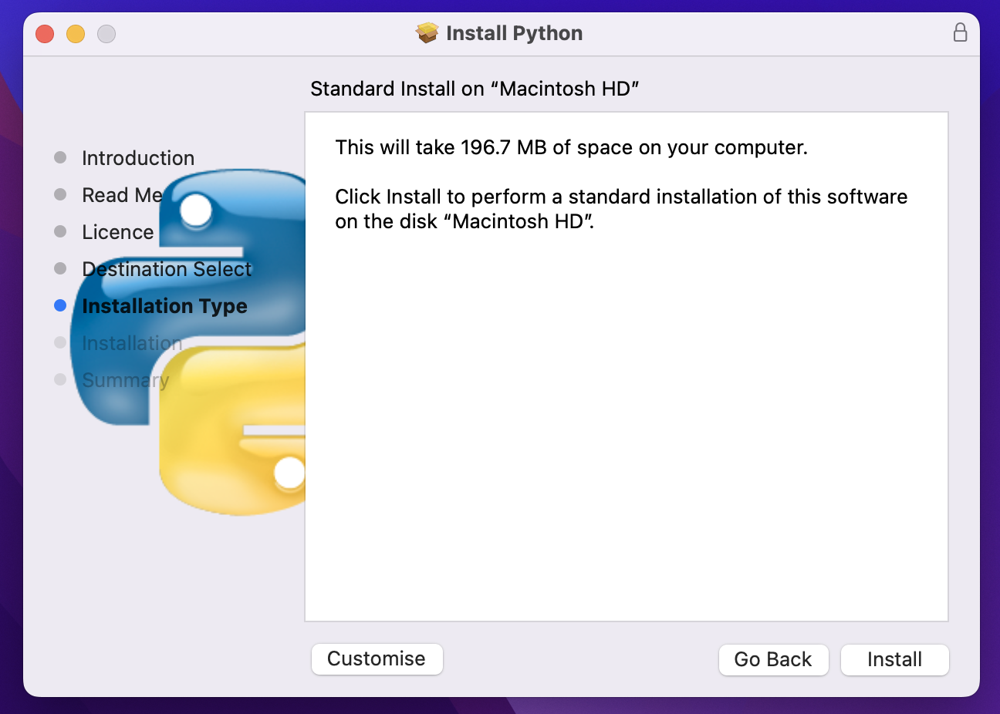 Install Python
Standard Install on “Macintosh HD”
Introduction
Read Me
Licence
Destination Select
Installation Type
Installation
Summary
This will take 196.7 MB of space on your computer.
Click Install to perform a standard installation of this software
on the disk “Macintosh HD”.
Customise
Go Back
Install